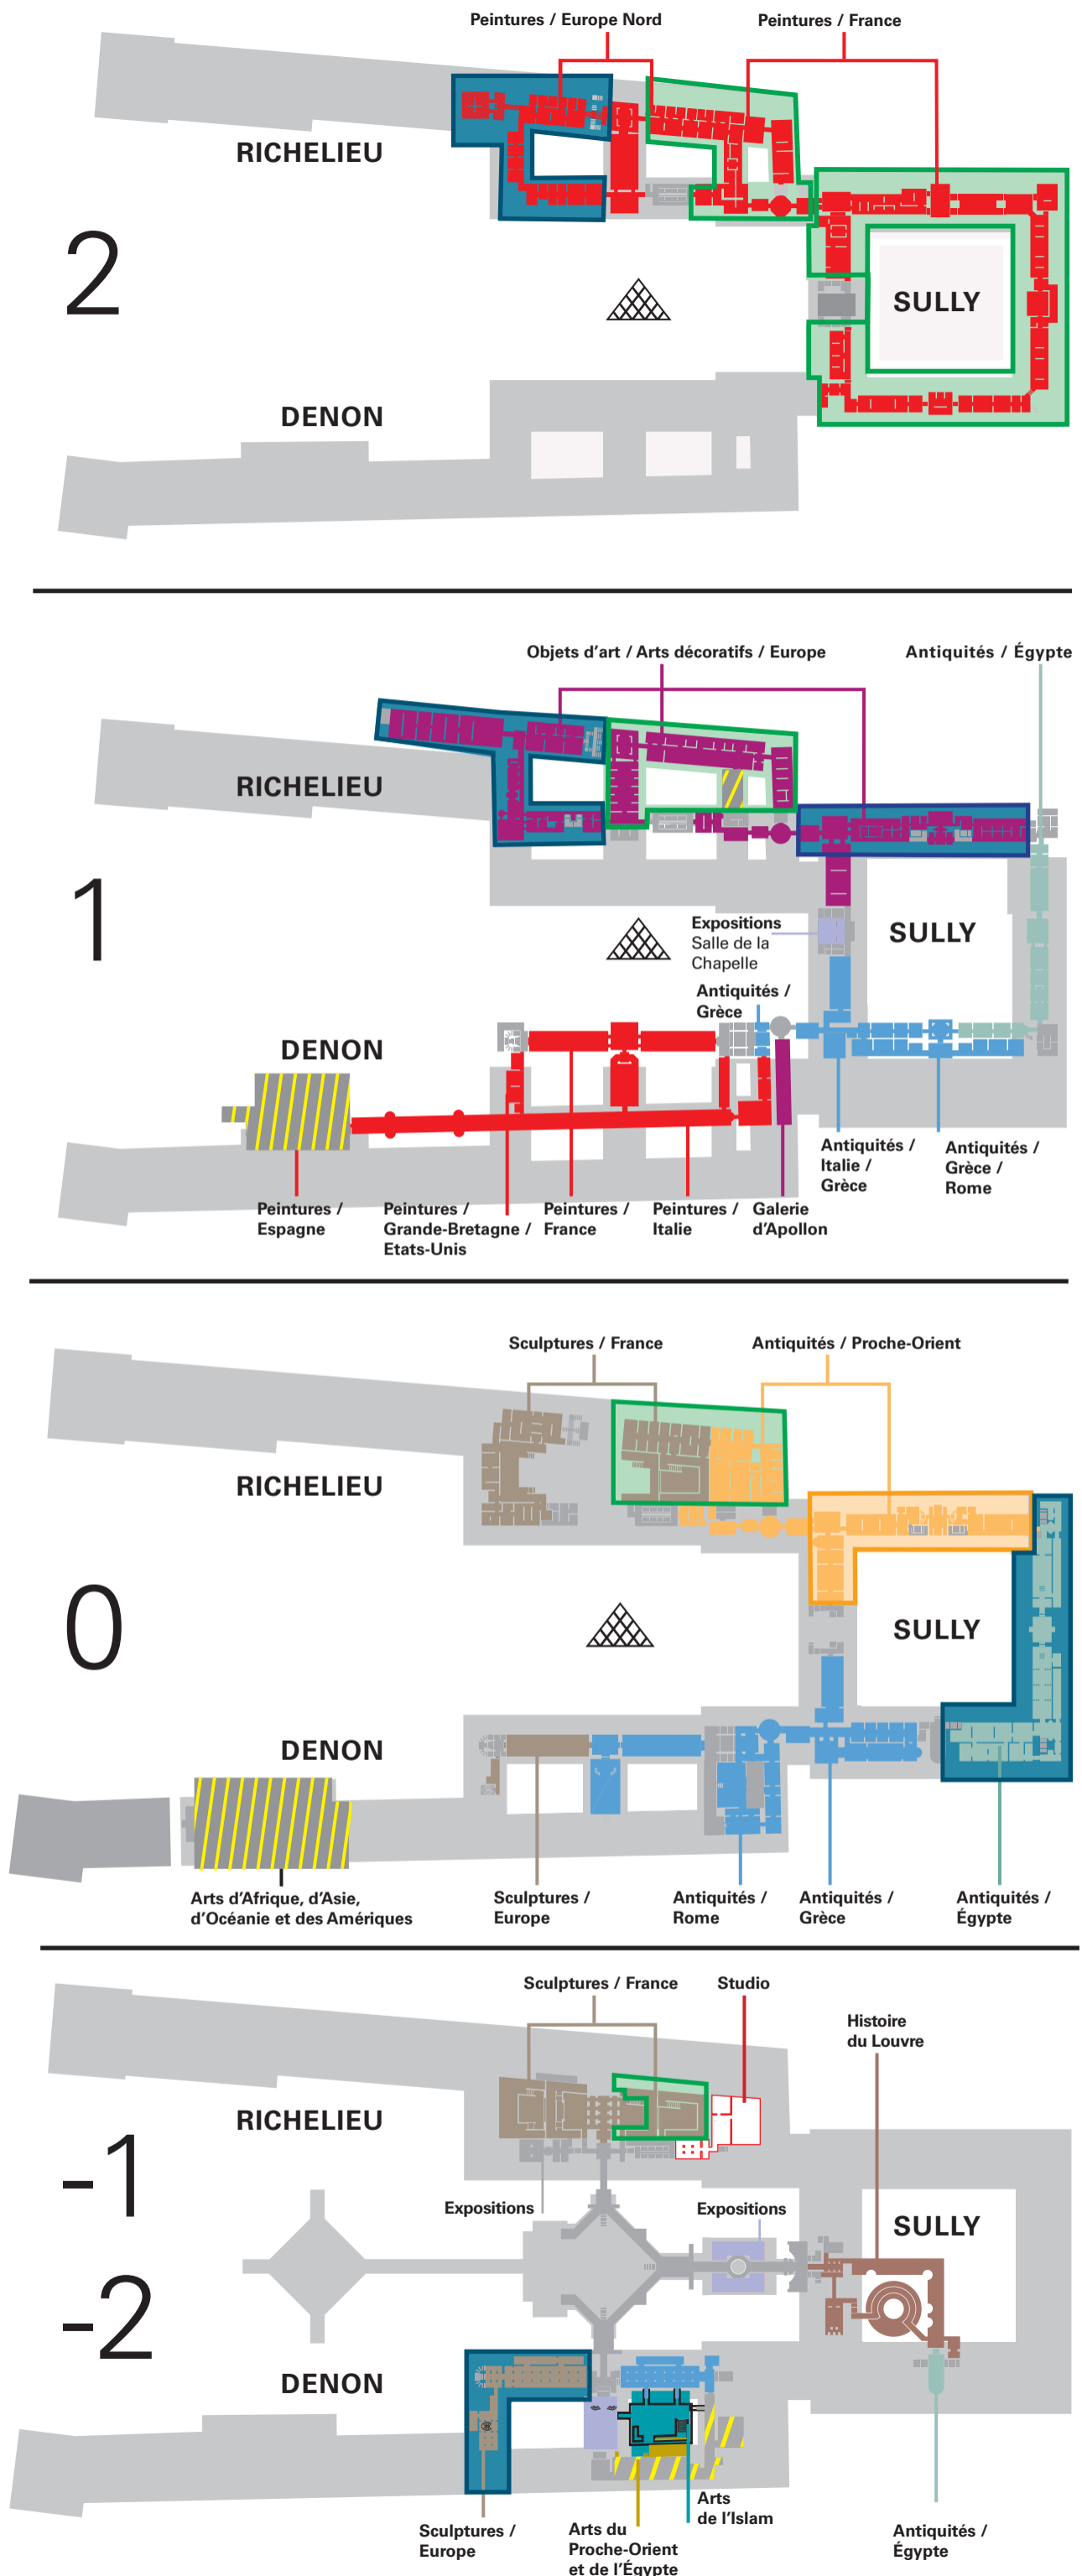 Peintures / Europe Nord
Peintures / France
RICHELIEU
2
SULLY
DENON
Objets d'art / Arts décoratifs / Europe
Antiquités / Égypte
RICHELIEU
1
Expositions
Salle de la
Chapelle
SULLY
Antiquités /
Grèce
DENON
Antiquités /
Italie /
Grèce
Antiquités /
Grèce /
Rome
Peintures /
Espagne
Peintures /
Grande-Bretagne /
Etats-Unis
Peintures /
France
Peintures /
Italie
Galerie
d'Apollon
Sculptures / France
Antiquités / Proche-Orient
RICHELIEU
0
SULLY
DENON
Arts d'Afrique, d'Asie,
d'Océanie et des Amériques
Sculptures /
Europe
Antiquités /
Rome
Antiquités /
Grèce
Antiquités /
Égypte
Sculptures / France
Studio
Histoire
du Louvre
RICHELIEU
-1
Expositions
Expositions
SULLY
-2
DENON
Sculptures /
Europe
Arts du
Proche-Orient
et de l'Égypte
Arts
de l'Islam
Antiquités /
Égypte